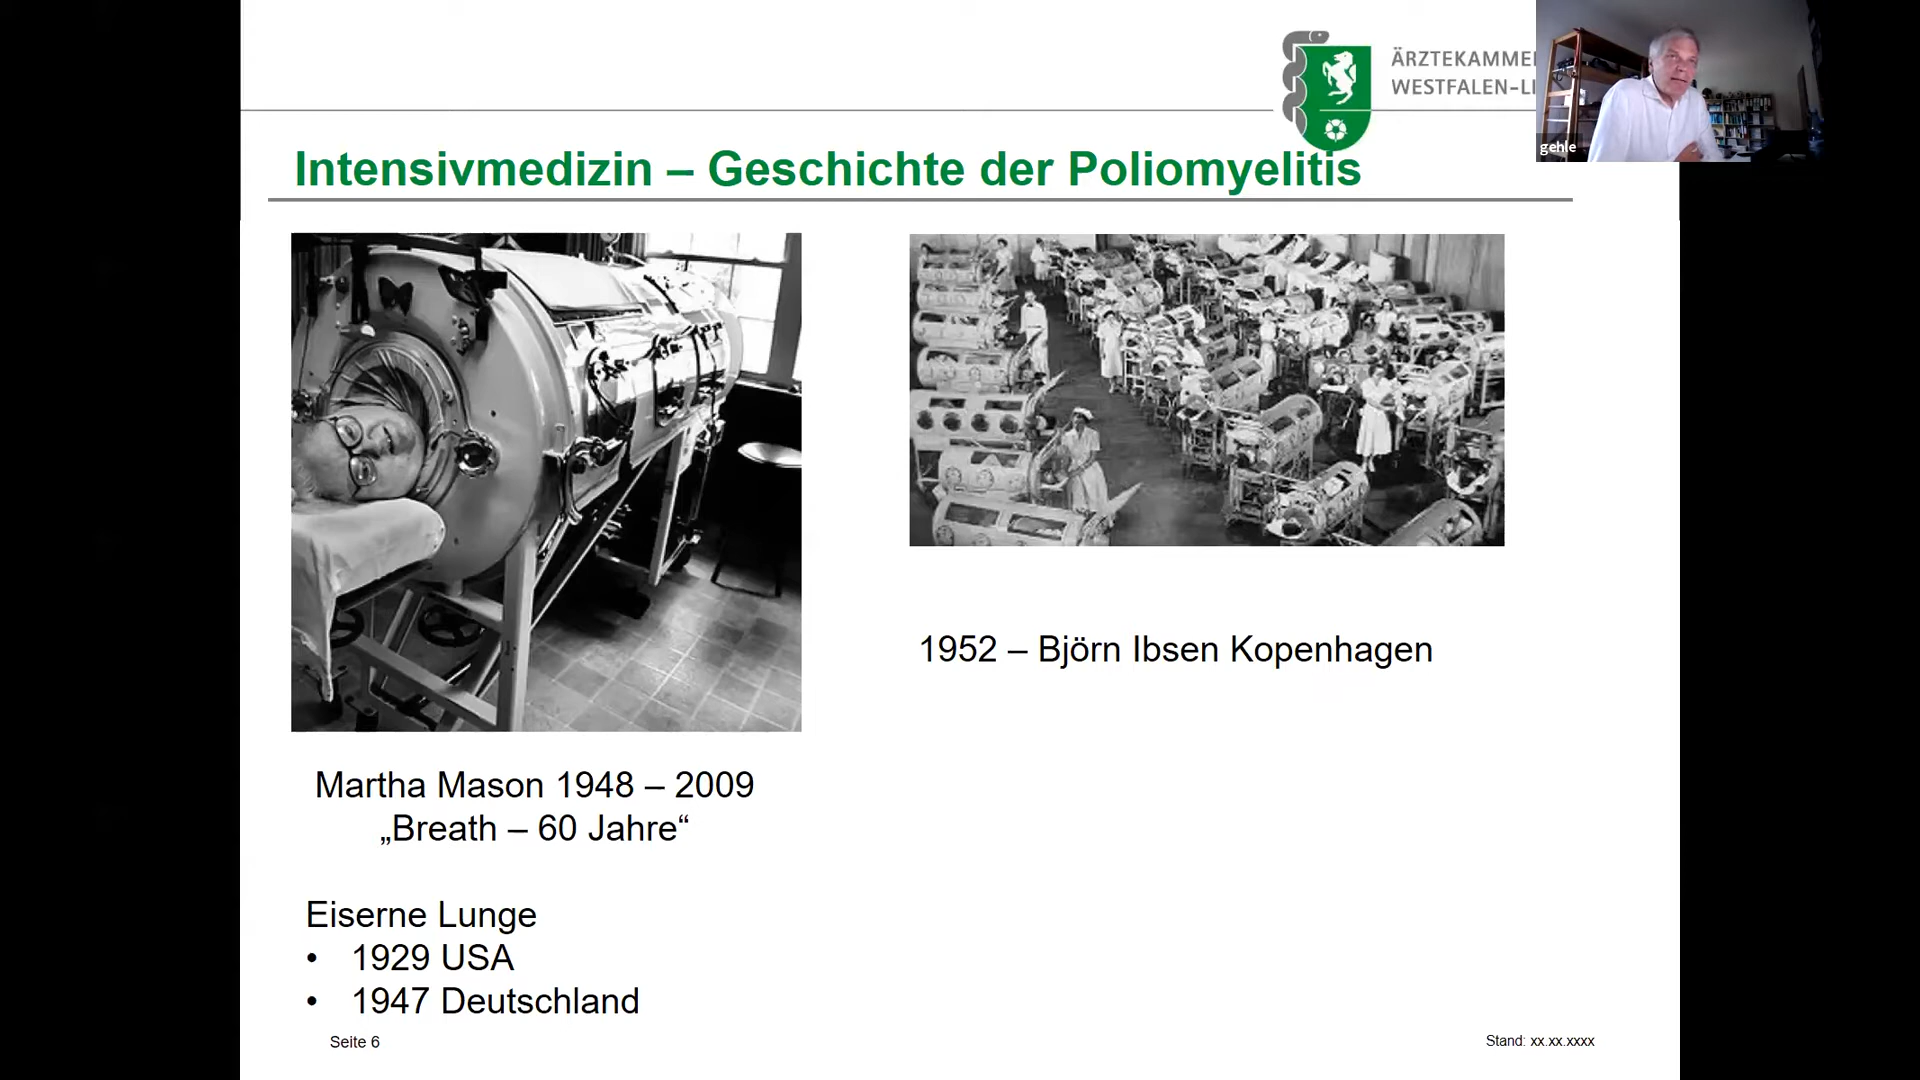 ÄRZTEKAMMER
WESTFALEN-LI
gehle
Intensivmedizin – Geschichte der Poliomyelitis
1952 – Björn Ibsen Kopenhagen
Martha Mason 1948 – 2009
„Breath – 60 Jahre“
Eiserne Lunge
• 1929 USA
• 1947 Deutschland
Seite 6
Stand: xx.xx.xxxx